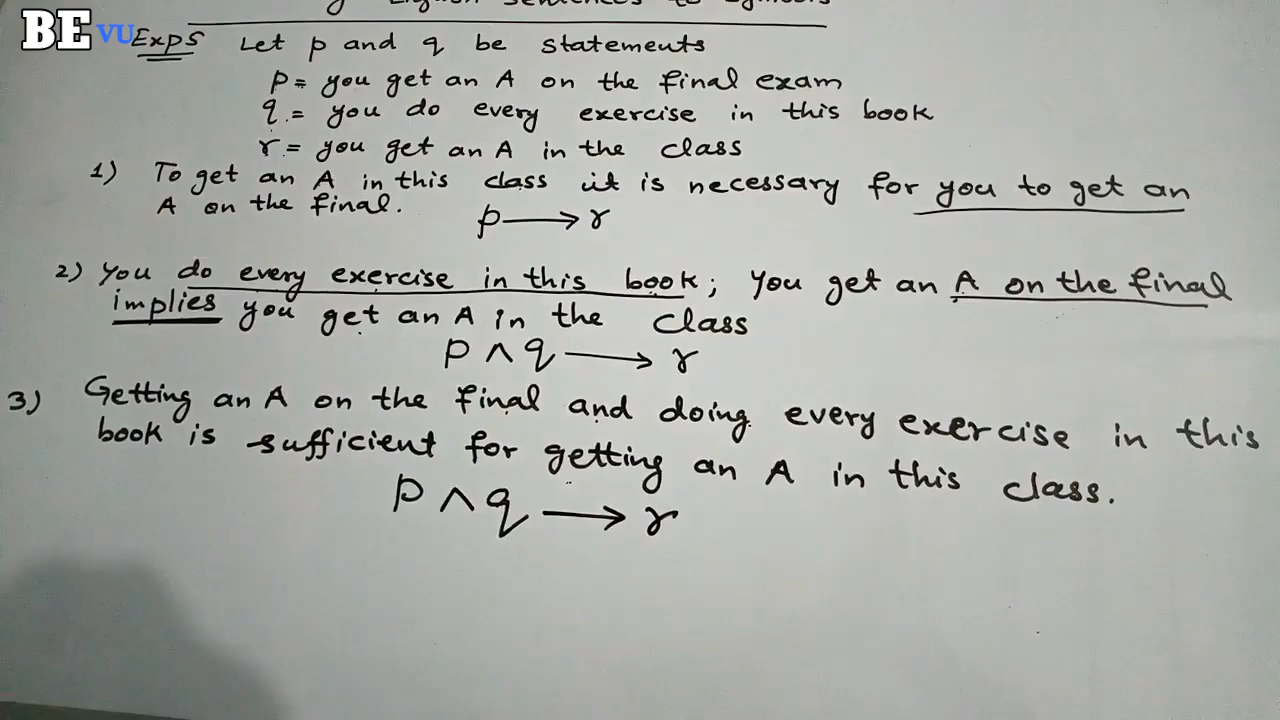 English sentences to symbols
BE VU
Exps Let p and q be statements
p = you get an A on the final exam
q = you do every exercise in this book
r = you get an A in the class
1) To get an A in this class it is necessary for you to get an
A on the final. p → r
2) You do every exercise in this book; You get an A on the final
implies you get an A in the class
p ∧ q → r
3) Getting an A on the final and doing every exercise in this
book is sufficient for getting an A in this class.
p ∧ q → r